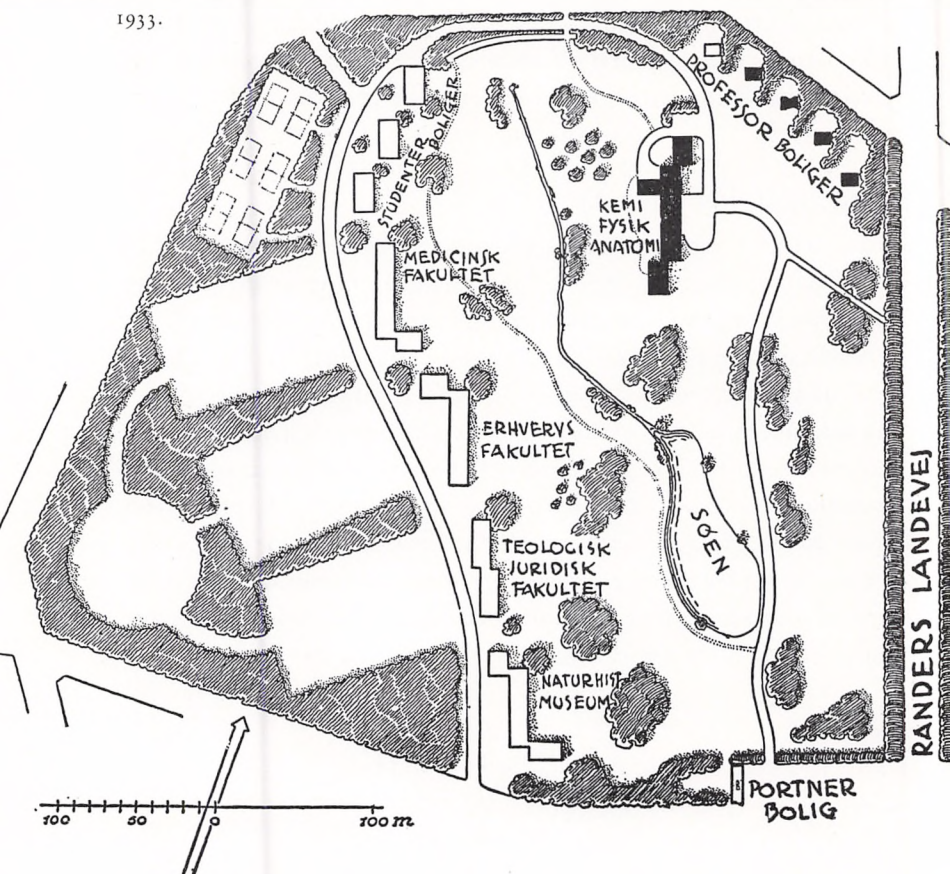 1933.
PROFESSOR BOLIGER
STUDENTER
BOLIGER
KEMI
FYSIK
ANATOMI
MEDICINSK
FAKULTET
ERHVERVS
FAKULTET
SØEN
TEOLOGISK
JURIDISK
FAKULTET
NATURHIST
MUSEUM
RANDERS LANDEVEJ
PORTNER
BOLIG
100 50 0 100 m